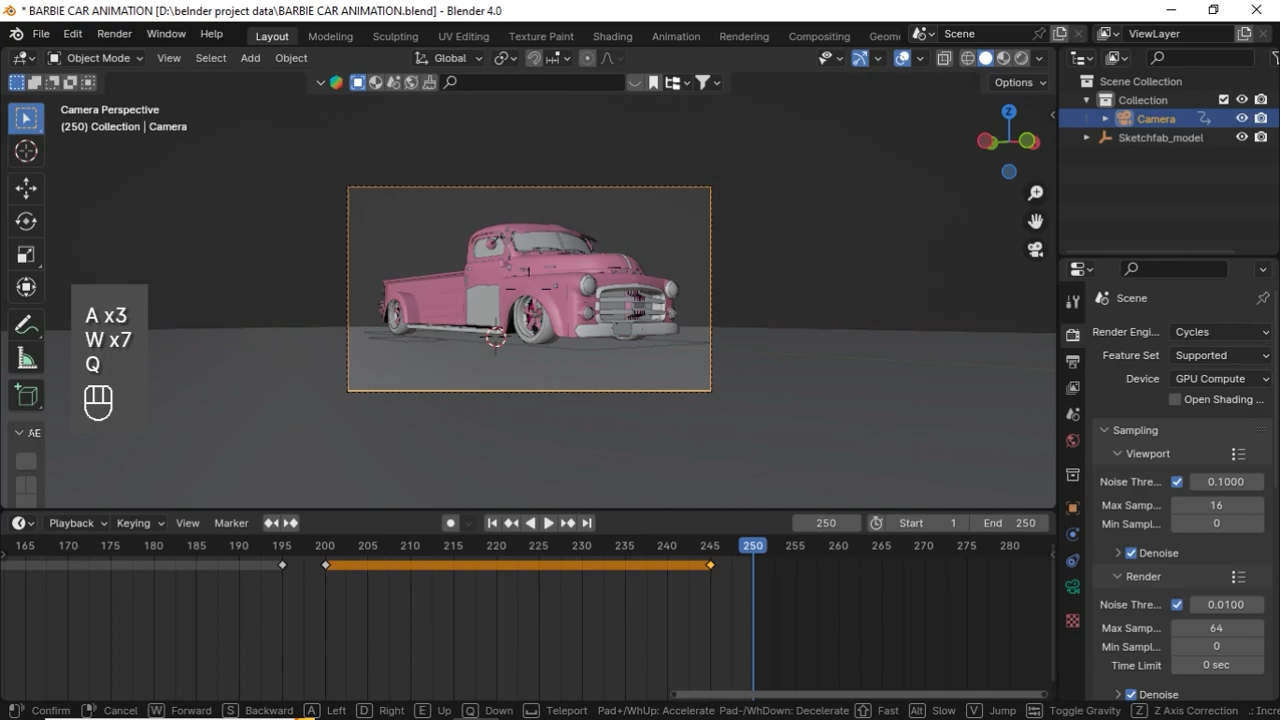 * BARBIE CAR ANIMATION [D:\belnder project data\BARBIE CAR ANIMATION.blend] - Blender 4.0
File Edit Render Window Help Layout Modeling Sculpting UV Editing Texture Paint Shading Animation Rendering Compositing Geom Scene ViewLayer
Object Mode View Select Add Object Global
Options
Camera Perspective
(250) Collection | Camera
Z
Scene Collection
Collection
Camera
Sketchfab_model
A x3
W x7
Q
AE
Scene
Render Engi... Cycles
Feature Set Supported
Device GPU Compute
Open Shading ...
Sampling
Viewport
Noise Thre... 0.1000
Max Sampl... 16
Min Sampl... 0
Denoise
Render
Noise Thre... 0.0100
Max Samp... 64
Min Sampl... 0
Time Limit 0 sec
Denoise
Playback Keying View Marker 250 Start 1 End 250
165 170 175 180 185 190 195 200 205 210 215 220 225 230 235 240 245 250 255 260 265 270 275 280
Confirm Cancel W Forward S Backward A Left D Right E Up Q Down Teleport Pad+/WhUp: Accelerate Pad-/WhDown: Decelerate Fast Alt Slow V Jump Toggle Gravity Z Z Axis Correction .: Incre